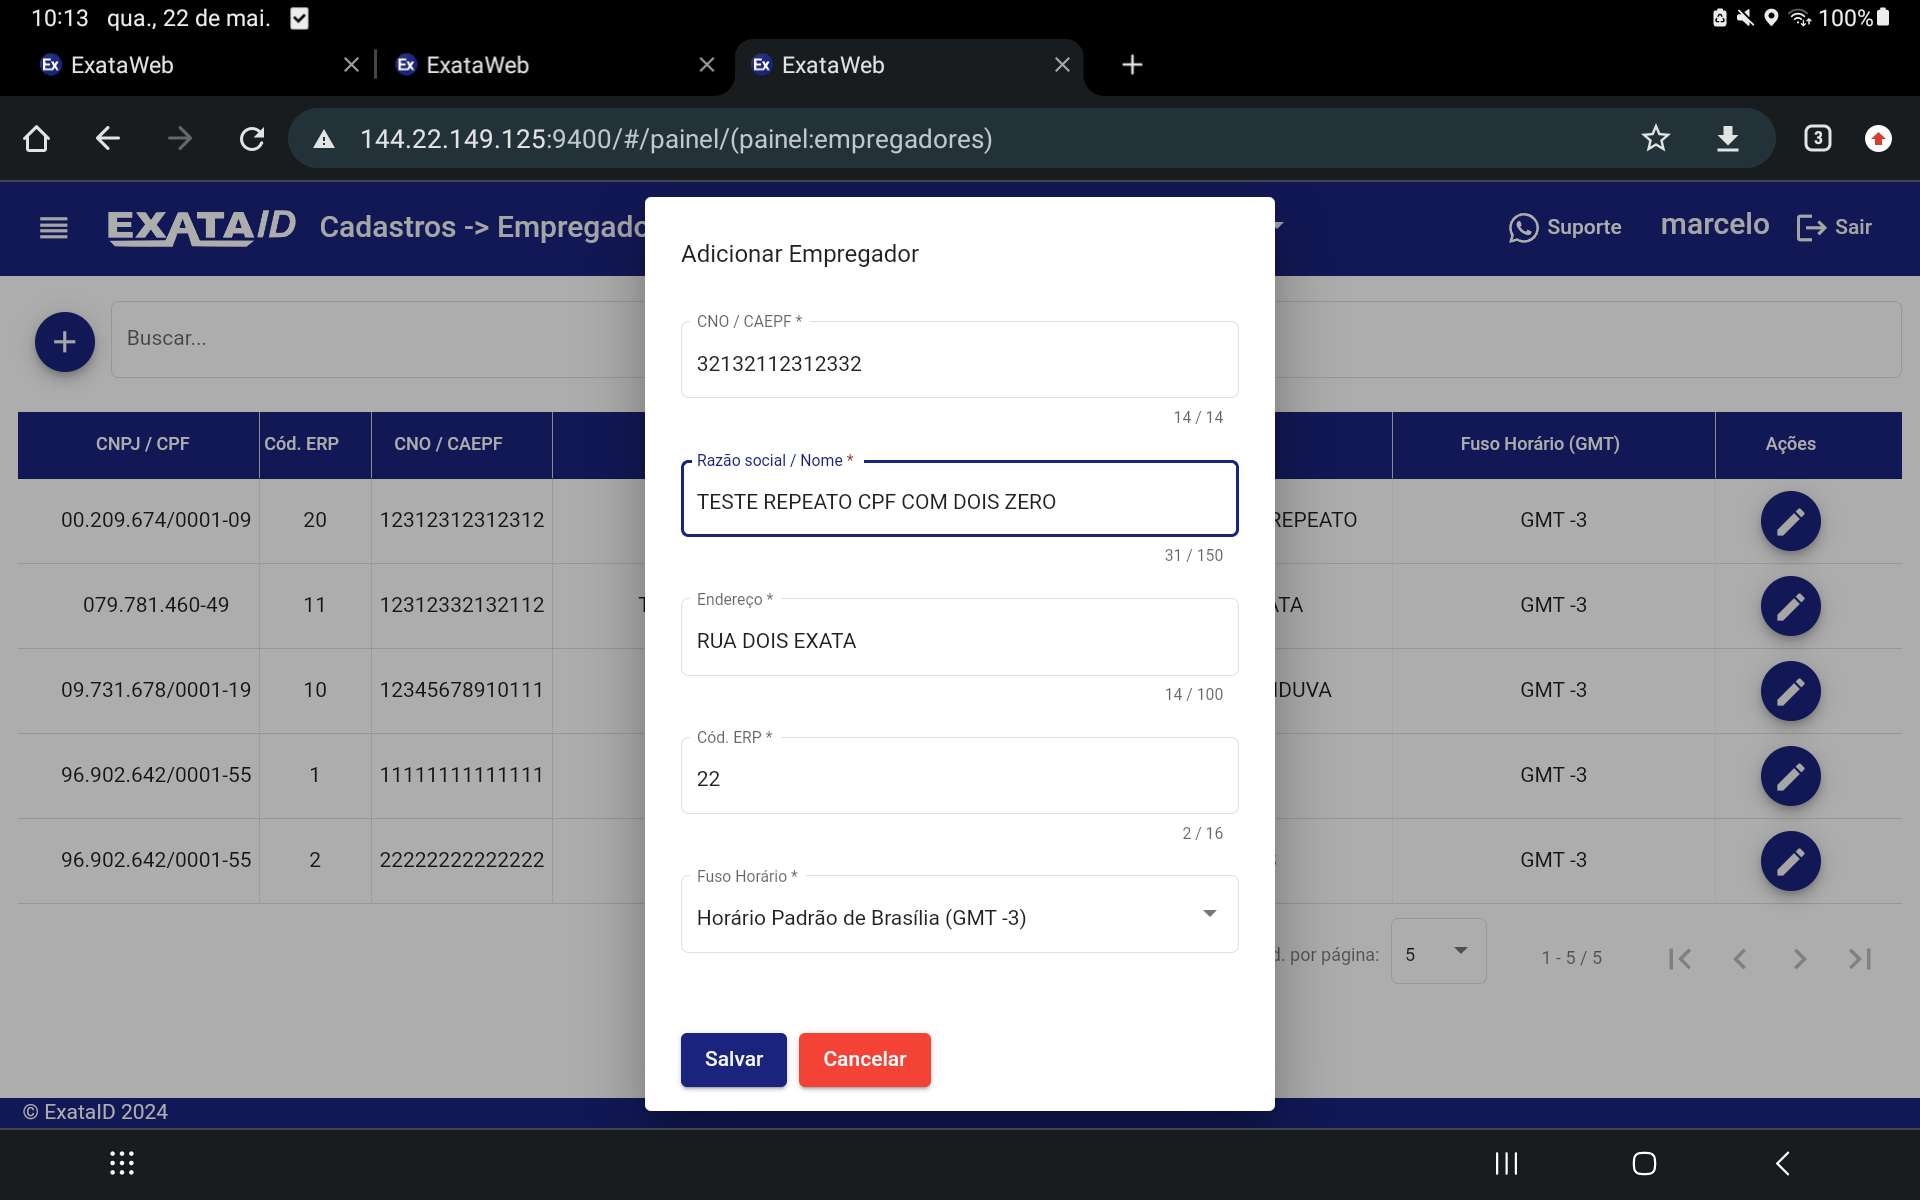 10:13 qua., 22 de mai.
100%
ExataWeb
ExataWeb
ExataWeb
144.22.149.125:9400/#/painel/(painel:empregadores)
3
EXATAID
Cadastros -> Empregado
Suporte
marcelo
Sair
Buscar...
CNPJ / CPF Cód. ERP CNO / CAEPF Fuso Horário (GMT) Ações
00.209.674/0001-09 20 12312312312312 REPEATO GMT -3
079.781.460-49 11 12312332132112 GMT -3
09.731.678/0001-19 10 12345678910111 GMT -3
96.902.642/0001-55 1 11111111111111 GMT -3
96.902.642/0001-55 2 22222222222222 GMT -3
por página: 5 1 - 5 / 5
Adicionar Empregador
CNO / CAEPF *
32132112312332
14 / 14
Razão social / Nome *
TESTE REPEATO CPF COM DOIS ZERO
31 / 150
Endereço *
RUA DOIS EXATA
14 / 100
Cód. ERP *
22
2 / 16
Fuso Horário *
Horário Padrão de Brasília (GMT -3)
Salvar Cancelar
© ExataID 2024